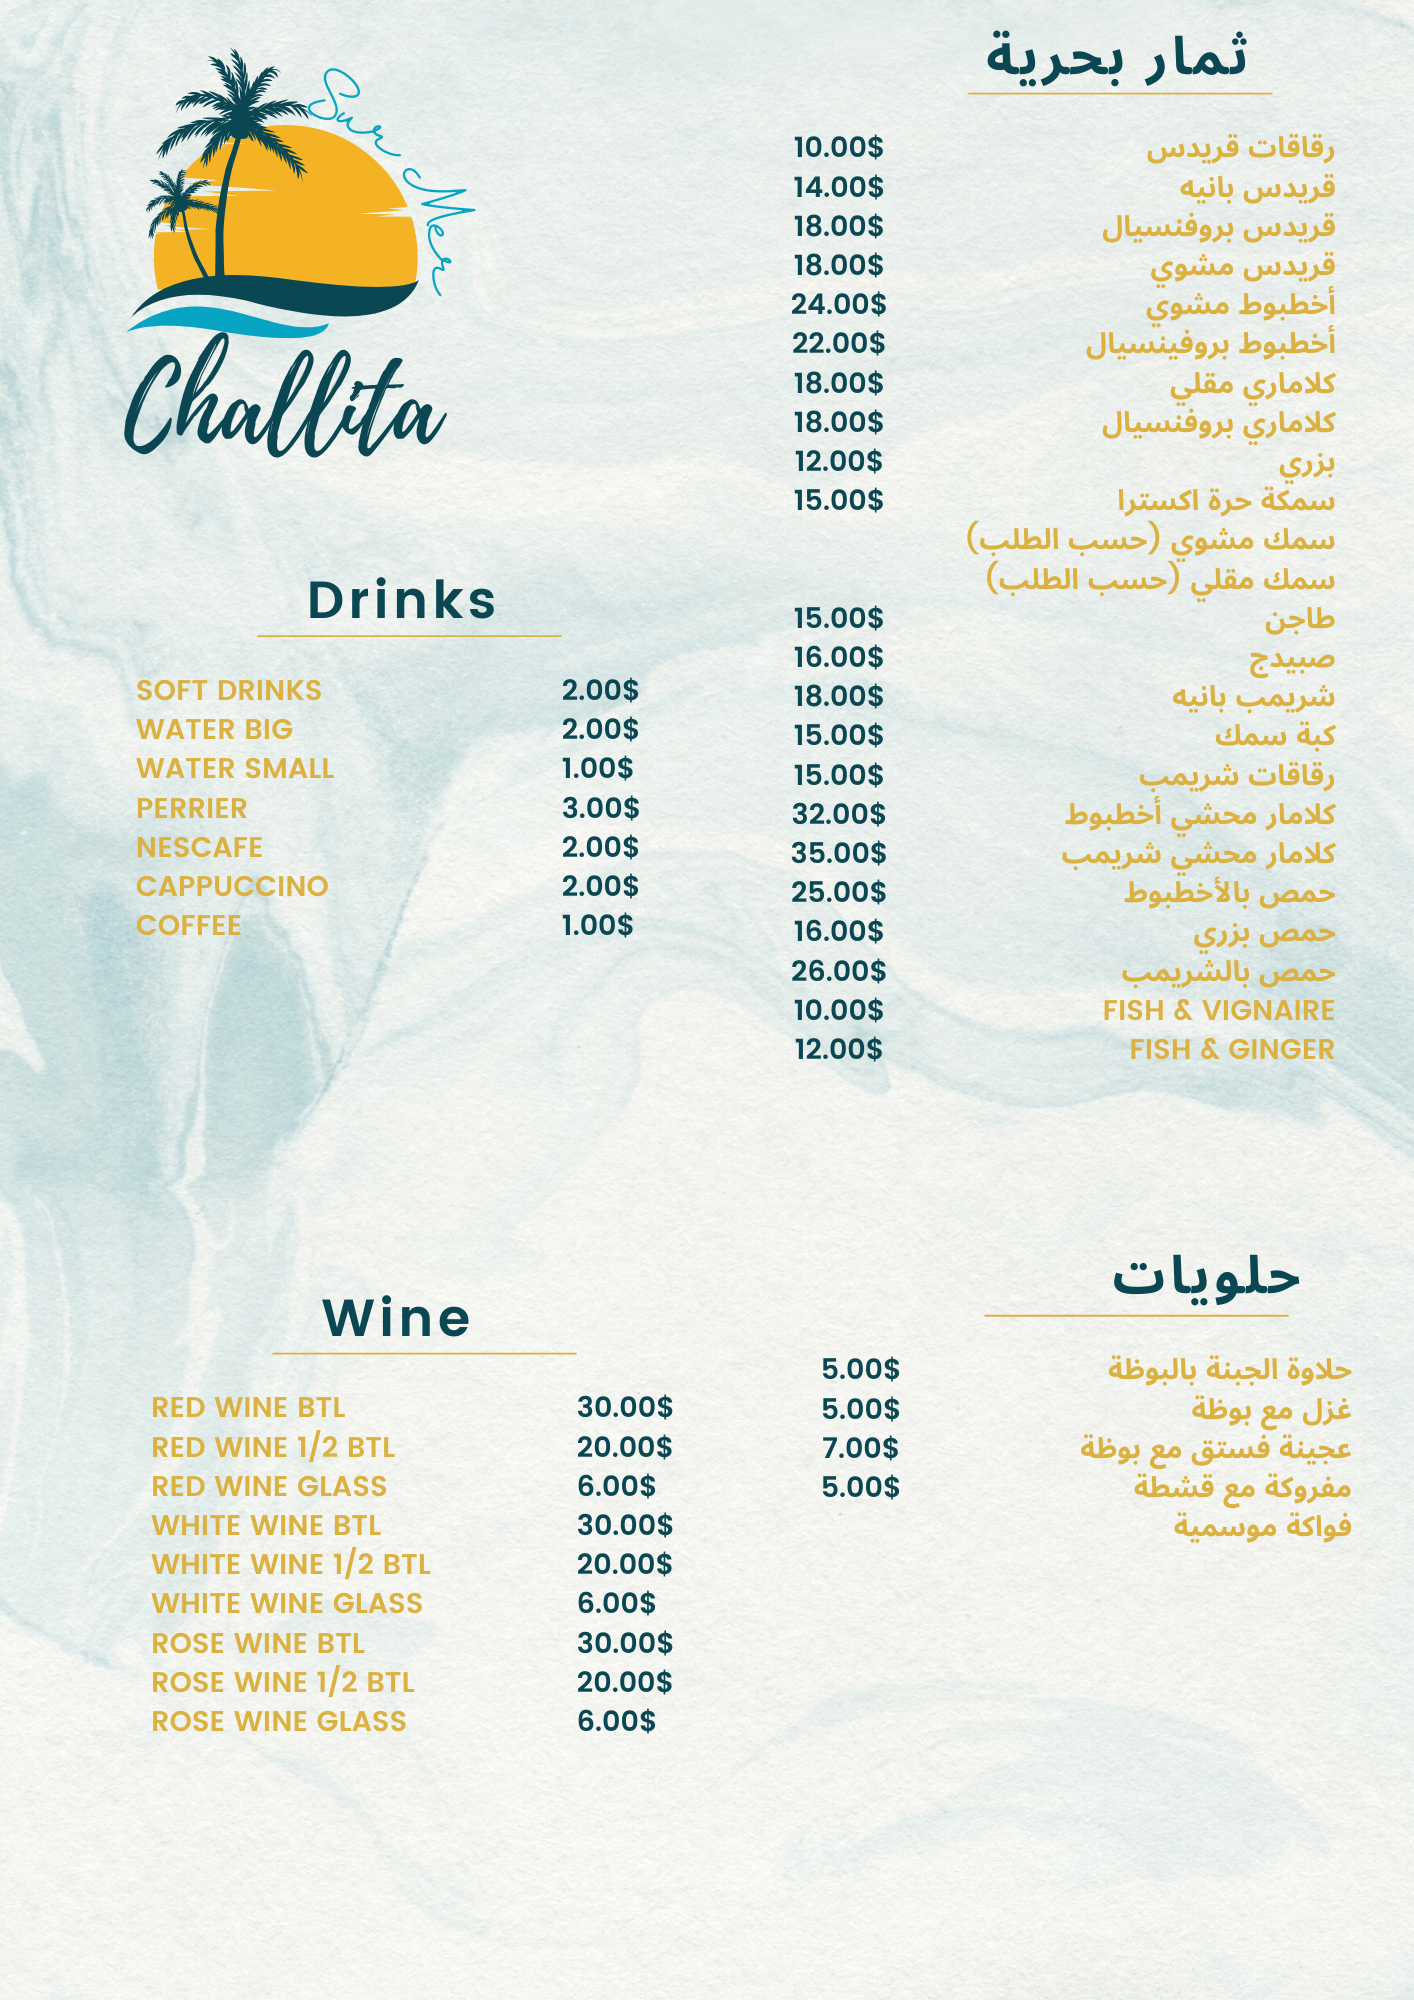 Sur Mer
Challita
ثمار بحرية
رقاقات قريدس 10.00$
قريدس بانيه 14.00$
قريدس بروفنسيال 18.00$
قريدس مشوي 18.00$
أخطبوط مشوي 24.00$
أخطبوط بروفينسيال 22.00$
كلاماري مقلي 18.00$
كلاماري بروفنسيال 18.00$
بزري 12.00$
سمكة حرة اكسترا 15.00$
سمك مشوي (حسب الطلب)
سمك مقلي (حسب الطلب)
طاجن 15.00$
صبيدج 16.00$
شريمب بانيه 18.00$
كبة سمك 15.00$
رقاقات شريمب 15.00$
كلامار محشي أخطبوط 32.00$
كلامار محشي شريمب 35.00$
حمص بالأخطبوط 25.00$
حمص بزري 16.00$
حمص بالشريمب 26.00$
FISH & VIGNAIRE 10.00$
FISH & GINGER 12.00$
Drinks
SOFT DRINKS 2.00$
WATER BIG 2.00$
WATER SMALL 1.00$
PERRIER 3.00$
NESCAFE 2.00$
CAPPUCCINO 2.00$
COFFEE 1.00$
Wine
RED WINE BTL 30.00$
RED WINE 1/2 BTL 20.00$
RED WINE GLASS 6.00$
WHITE WINE BTL 30.00$
WHITE WINE 1/2 BTL 20.00$
WHITE WINE GLASS 6.00$
ROSE WINE BTL 30.00$
ROSE WINE 1/2 BTL 20.00$
ROSE WINE GLASS 6.00$
حلويات
حلاوة الجبنة بالبوظة 5.00$
غزل مع بوظة 5.00$
عجينة فستق مع بوظة 7.00$
مفروكة مع قشطة 5.00$
فواكة موسمية